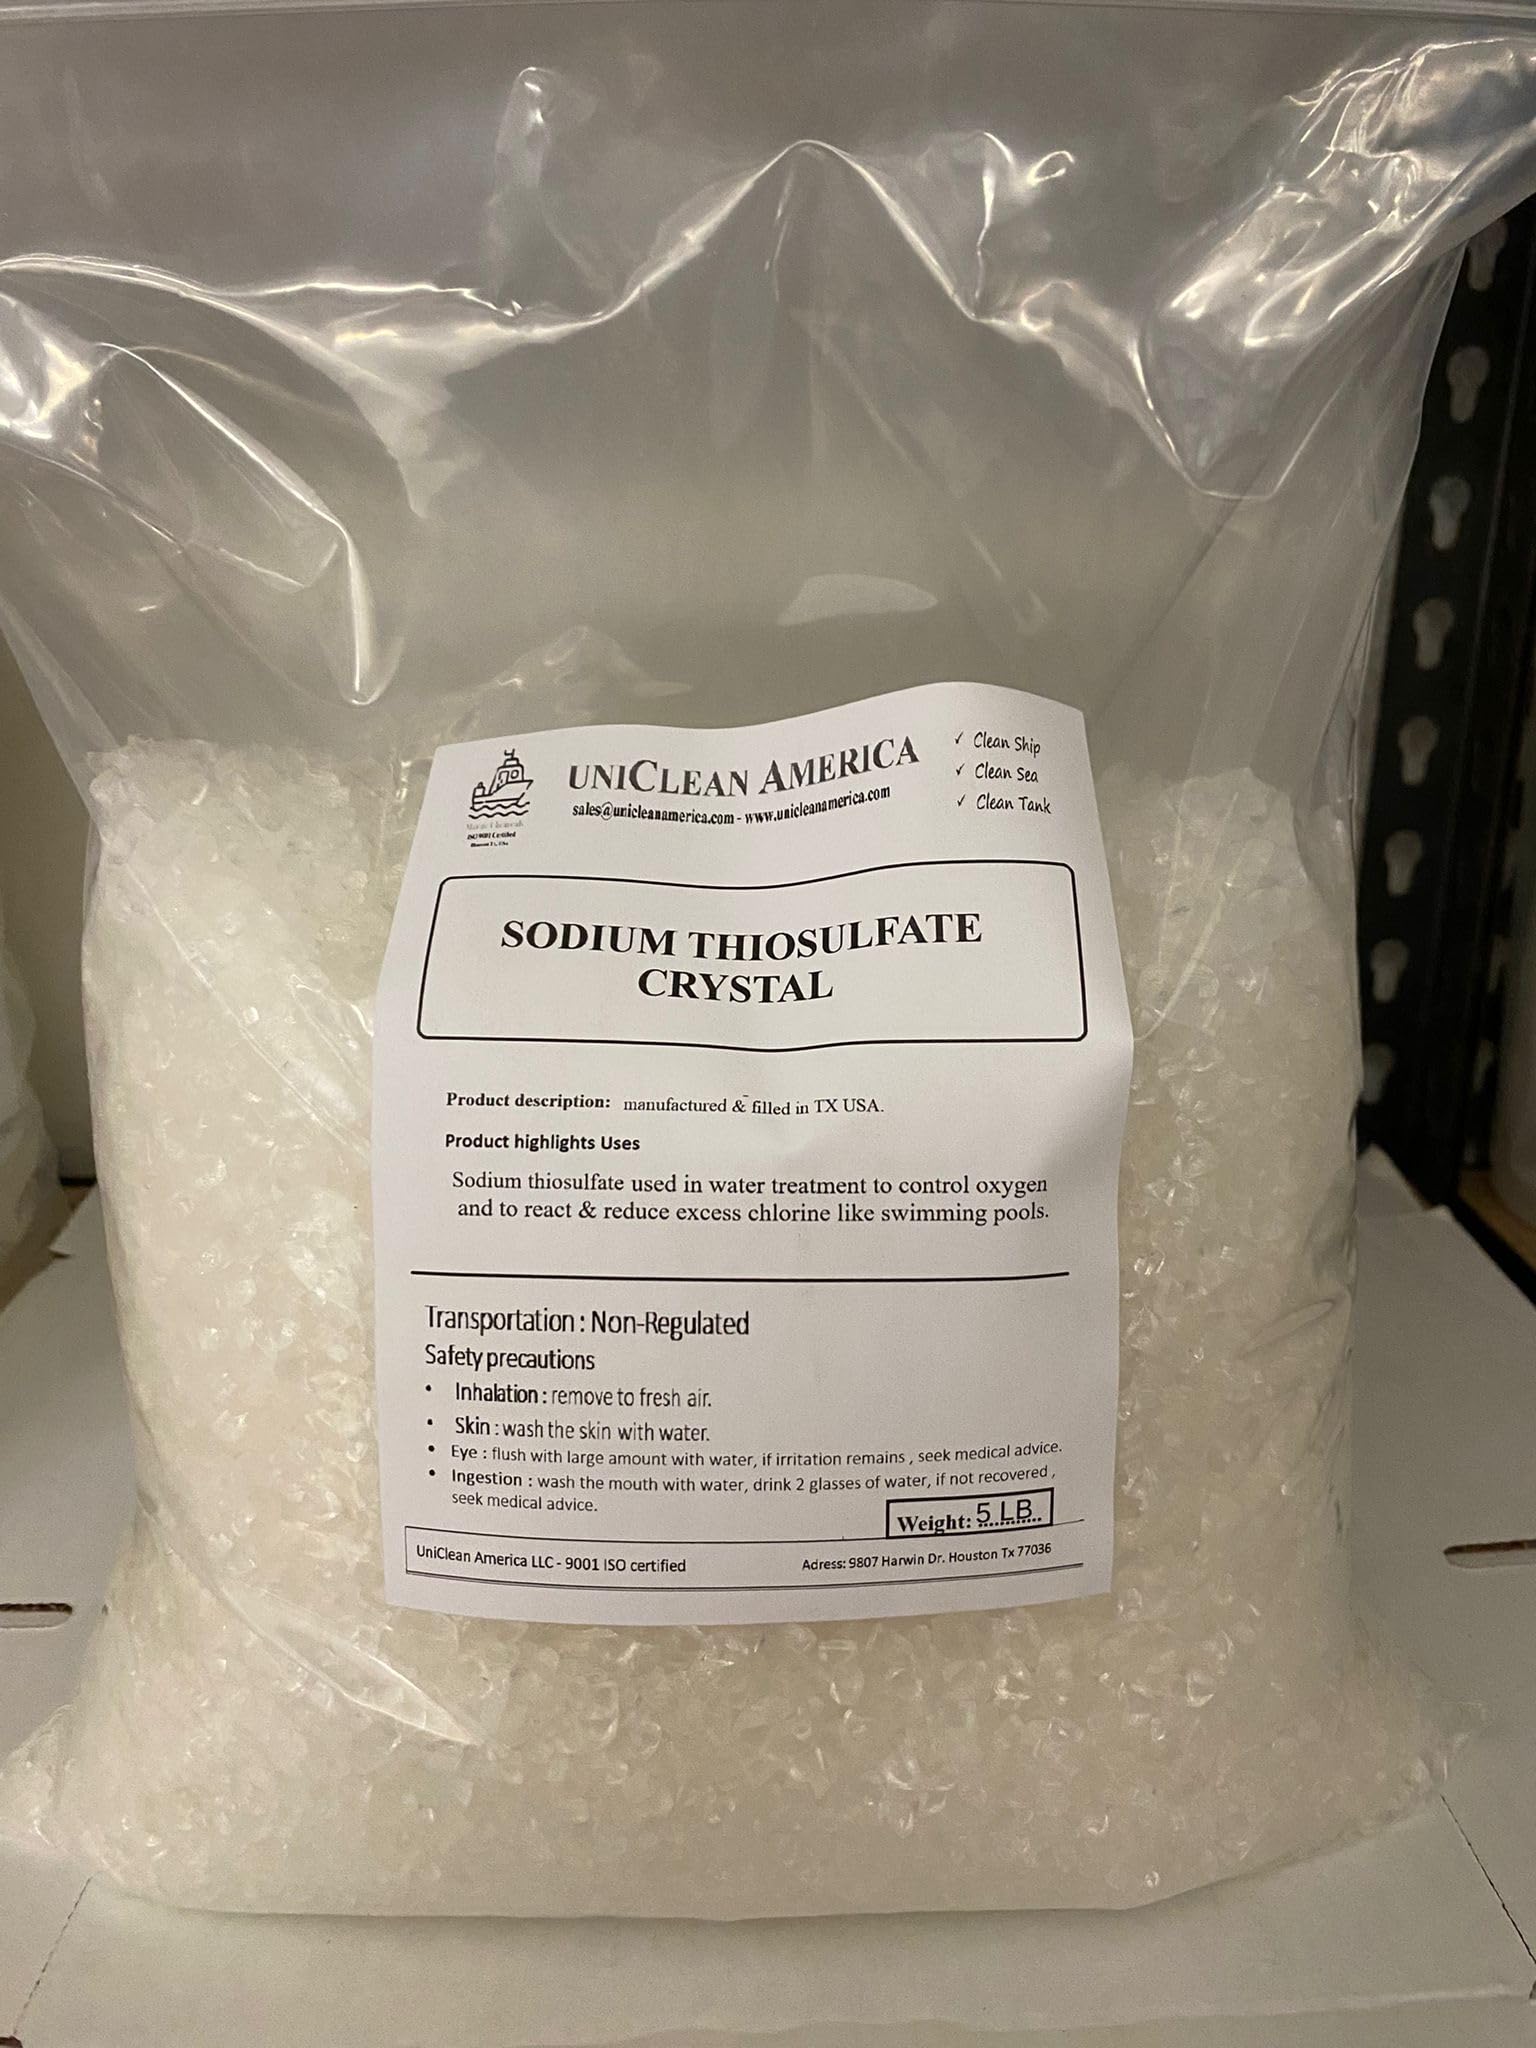 UNICLEAN AMERICA
sales@unicleanamerica.com - www.unicleanamerica.com
✓ Clean Ship
✓ Clean Sea
✓ Clean Tank
Marine Chemicals
ISO 9001 Certified
SODIUM THIOSULFATE
CRYSTAL
Product description: manufactured & filled in TX USA.
Product highlights Uses
Sodium thiosulfate used in water treatment to control oxygen
and to react & reduce excess chlorine like swimming pools.
Transportation : Non-Regulated
Safety precautions
• Inhalation : remove to fresh air.
• Skin : wash the skin with water.
• Eye : flush with large amount with water, if irritation remains , seek medical advice.
• Ingestion : wash the mouth with water, drink 2 glasses of water, if not recovered ,
seek medical advice.
Weight: 5 LB
UniClean America LLC - 9001 ISO certified
Adress: 9807 Harwin Dr. Houston Tx 77036